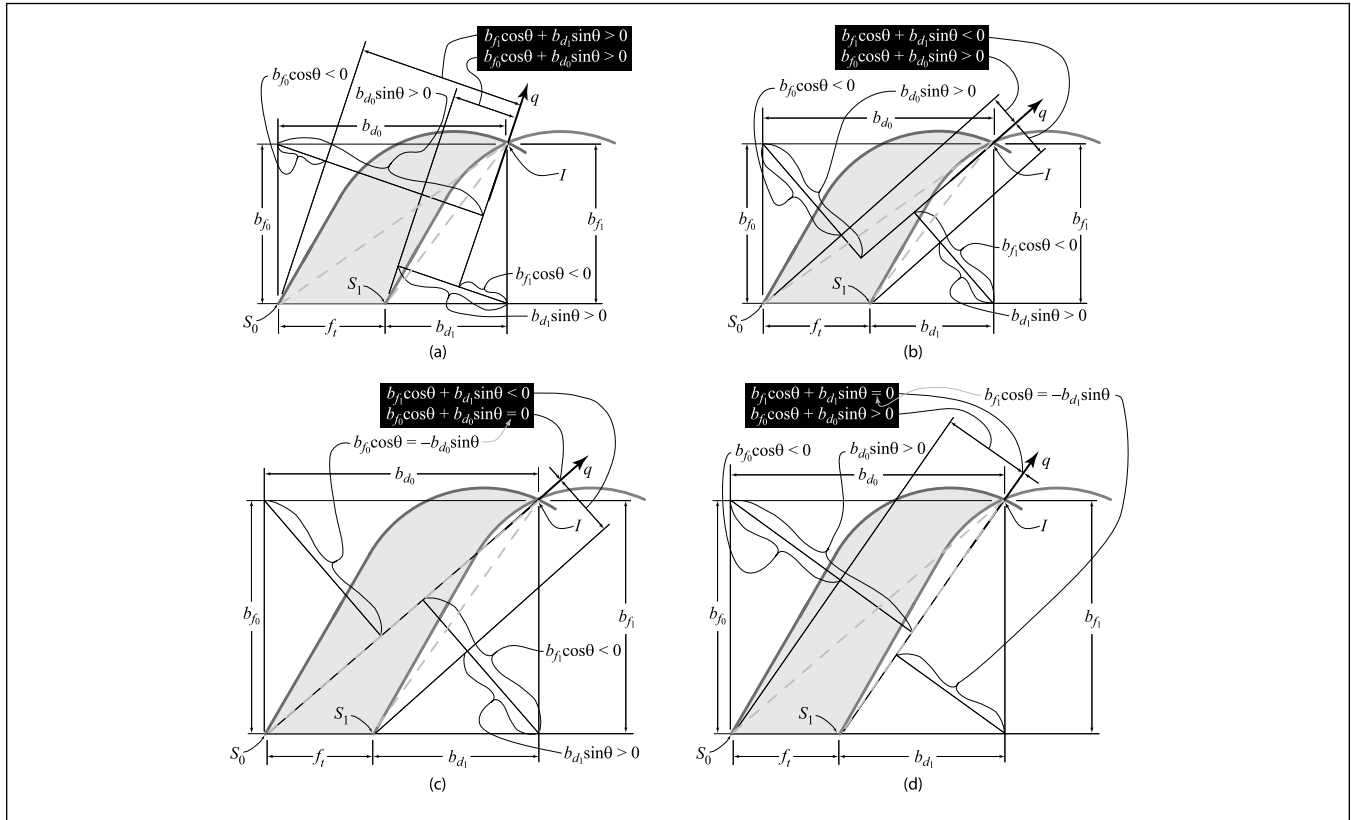 b_{f_1}cosθ + b_{d_1}sinθ > 0
b_{f_0}cosθ + b_{d_0}sinθ > 0
b_{f_0}cosθ < 0
b_{d_0}sinθ > 0
q
b_{d_0}
I
b_{f_0}
b_{f_1}
b_{f_1}cosθ < 0
S_1
S_0
f_t
b_{d_1}
b_{d_1}sinθ > 0
(a)
b_{f_1}cosθ + b_{d_1}sinθ < 0
b_{f_0}cosθ + b_{d_0}sinθ > 0
b_{f_0}cosθ < 0
b_{d_0}sinθ > 0
q
b_{d_0}
I
b_{f_0}
b_{f_1}
b_{f_1}cosθ < 0
S_1
S_0
f_t
b_{d_1}
b_{d_1}sinθ > 0
(b)
b_{f_1}cosθ + b_{d_1}sinθ < 0
b_{f_0}cosθ + b_{d_0}sinθ = 0
b_{f_0}cosθ = –b_{d_0}sinθ
q
b_{d_0}
I
b_{f_0}
b_{f_1}
b_{f_1}cosθ < 0
S_1
S_0
f_t
b_{d_1}
b_{d_1}sinθ > 0
(c)
b_{f_1}cosθ + b_{d_1}sinθ = 0
b_{f_0}cosθ + b_{d_0}sinθ > 0
b_{f_1}cosθ = –b_{d_1}sinθ
b_{f_0}cosθ < 0
b_{d_0}sinθ > 0
q
b_{d_0}
I
b_{f_0}
b_{f_1}
S_1
S_0
f_t
b_{d_1}
(d)